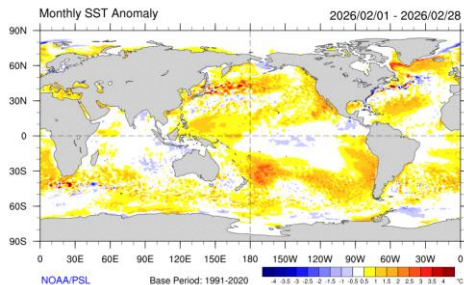 Monthly SST Anomaly 2026/02/01 - 2026/02/28
90N
60N
30N
0
30S
60S
90S
0 30E 60E 90E 120E 150E 180 150W 120W 90W 60W 30W 0
NOAA/PSL Base Period: 1991-2020
-4 -3.5 -3 -2.5 -2 -1.5 -1 -0.5 0.5 1 1.5 2 2.5 3 3.5 4 °C